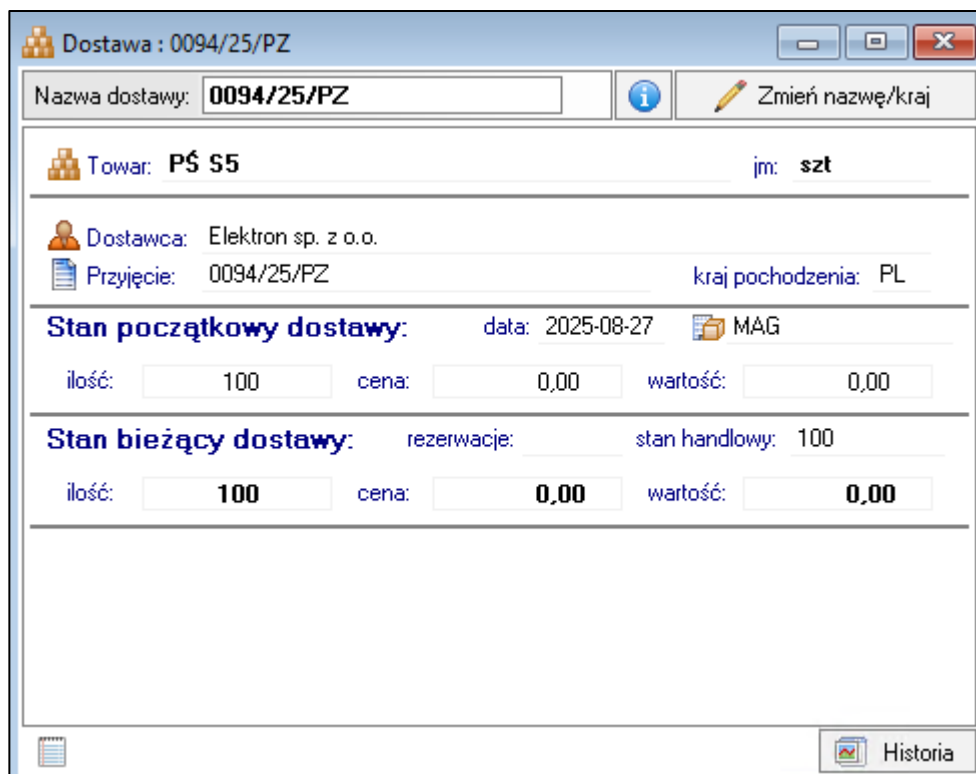 Dostawa : 0094/25/PZ
Nazwa dostawy: 0094/25/PZ Zmień nazwę/kraj
Towar: PŚ S5 jm: szt
Dostawca: Elektron sp. z o.o.
Przyjęcie: 0094/25/PZ kraj pochodzenia: PL
Stan początkowy dostawy: data: 2025-08-27 MAG
ilość: 100 cena: 0,00 wartość: 0,00
Stan bieżący dostawy: rezerwacje: stan handlowy: 100
ilość: 100 cena: 0,00 wartość: 0,00
Historia